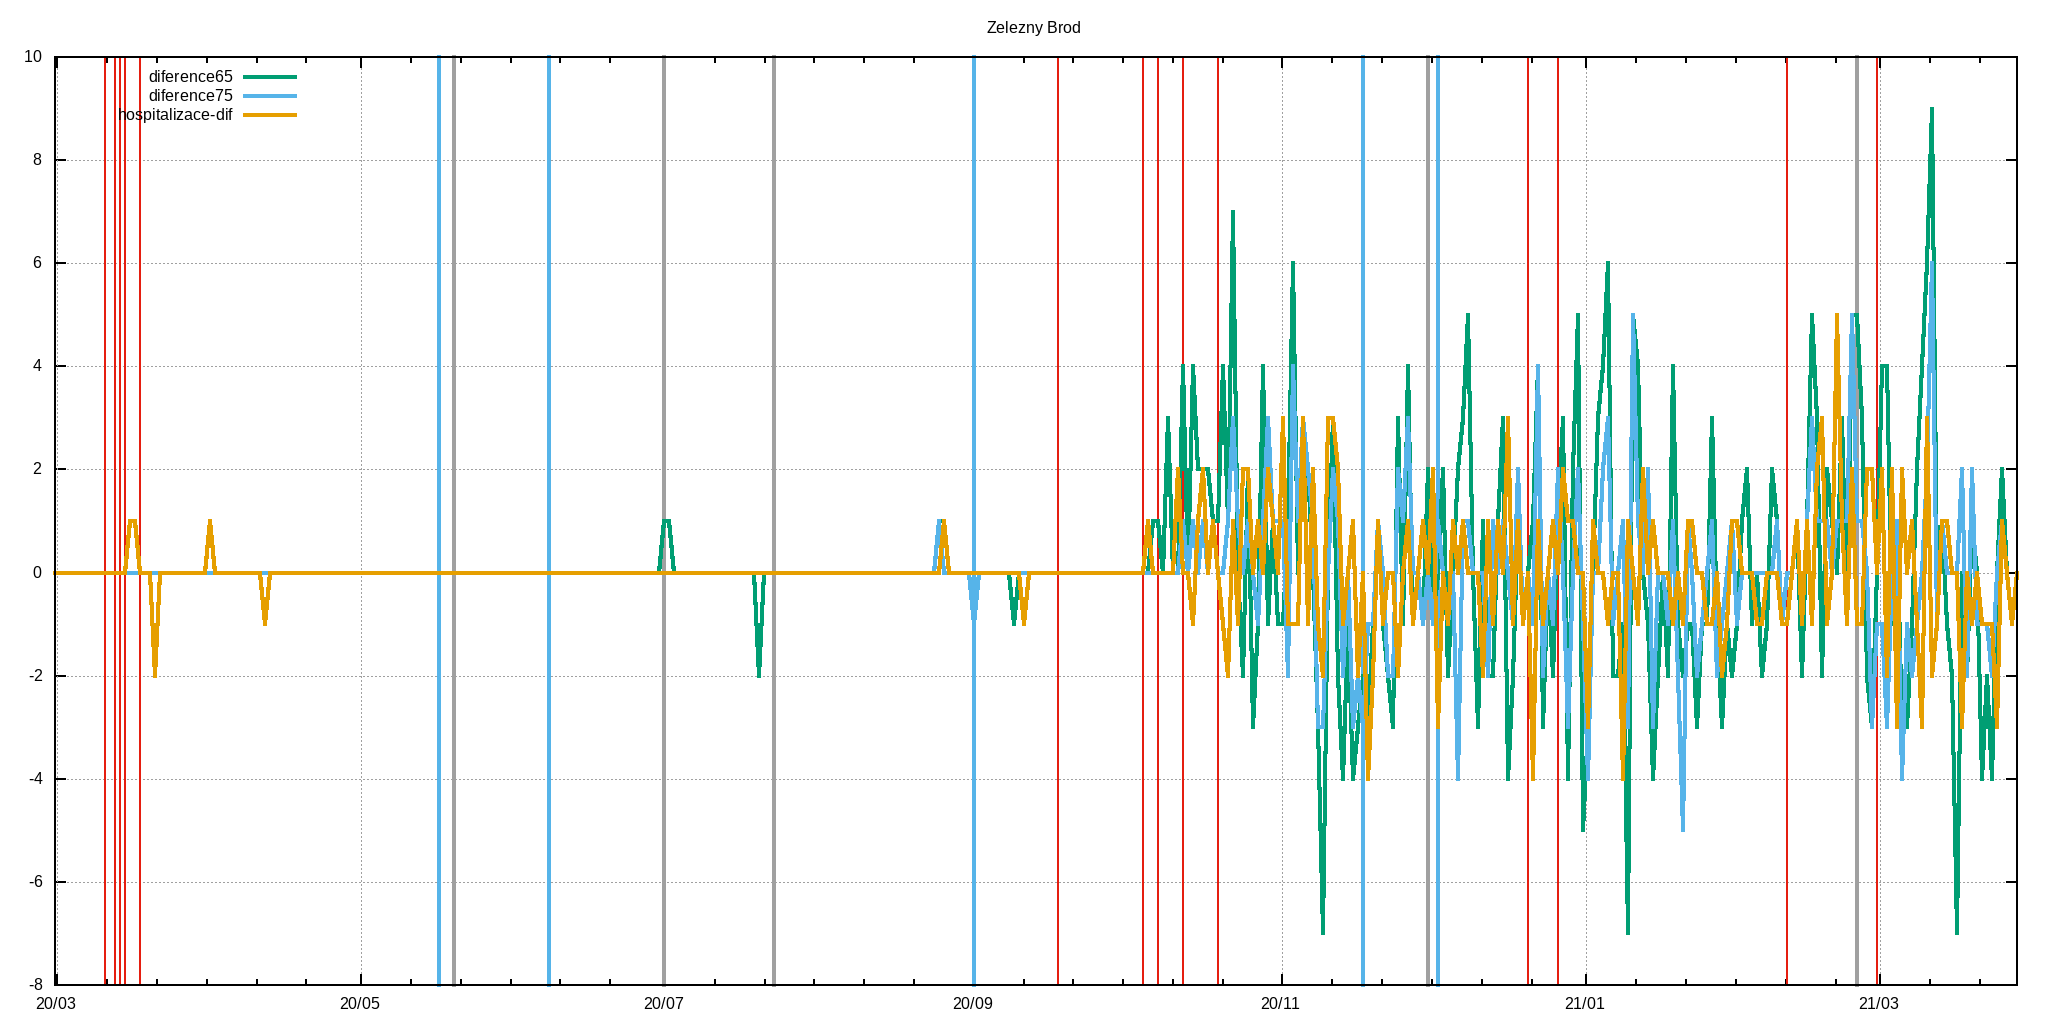 Zelezny Brod
diference65
diference75
hospitalizace-dif
10
8
6
4
2
0
-2
-4
-6
-8
20/03 20/05 20/07 20/09 20/11 21/01 21/03